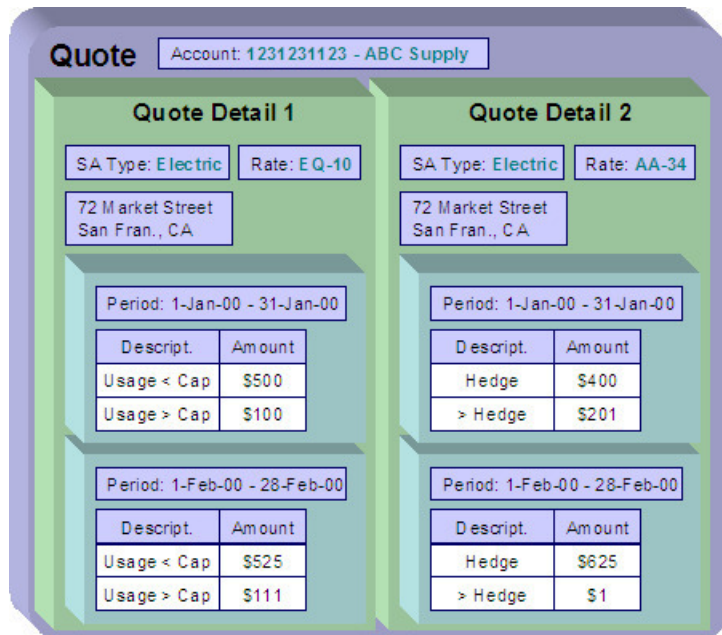 Quote
Account: 1231231123 - ABC Supply
Quote Detail 1
SA Type: Electric
Rate: EQ-10
72 Market Street
San Fran., CA
Period: 1-Jan-00 - 31-Jan-00
Descript. Amount
Usage < Cap $500
Usage > Cap $100
Period: 1-Feb-00 - 28-Feb-00
Descript. Amount
Usage < Cap $525
Usage > Cap $111
Quote Detail 2
SA Type: Electric
Rate: AA-34
72 Market Street
San Fran., CA
Period: 1-Jan-00 - 31-Jan-00
Descript. Amount
Hedge $400
> Hedge $201
Period: 1-Feb-00 - 28-Feb-00
Descript. Amount
Hedge $625
> Hedge $1